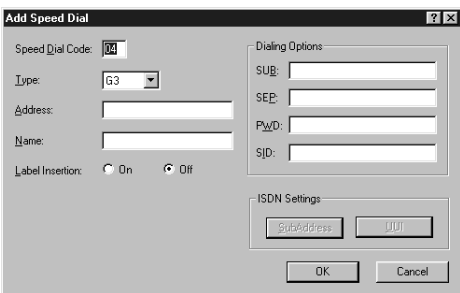 Add Speed Dial
Speed Dial Code: 04
Type: G3
Address:
Name:
Label Insertion: On Off
Dialing Options
SUB:
SEP:
PWD:
SID:
ISDN Settings
SubAddress UUI
OK Cancel